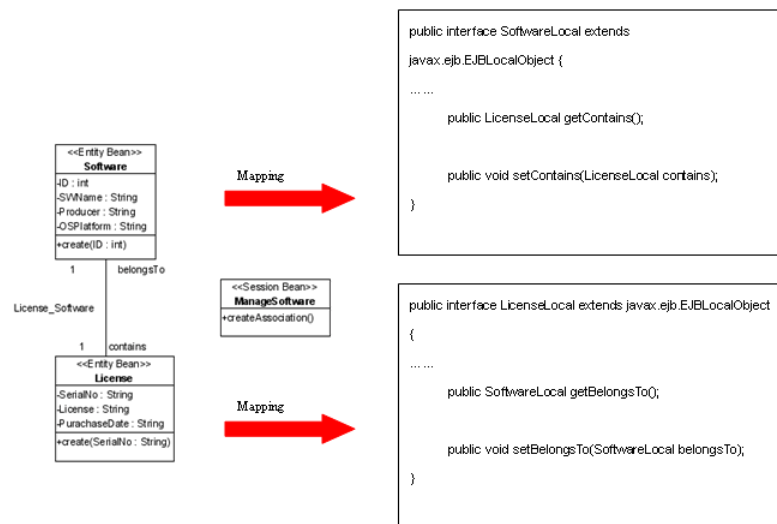 <<Entity Bean>>
Software
-ID : int
-SWName : String
-Producer : String
-OSPlatform : String
+create(ID : int)
1 belongsTo
License_Software
1 contains
<<Entity Bean>>
License
-SerialNo : String
-License : String
-PurachaseDate : String
+create(SerialNo : String)
<<Session Bean>>
ManageSoftware
+createAssociation()
Mapping
Mapping
public interface SoftwareLocal extends
javax.ejb.EJBLocalObject {
... ...
public LicenseLocal getContains();
public void setContains(LicenseLocal contains);
}
public interface LicenseLocal extends javax.ejb.EJBLocalObject
{
... ...
public SoftwareLocal getBelongsTo();
public void setBelongsTo(SoftwareLocal belongsTo);
}